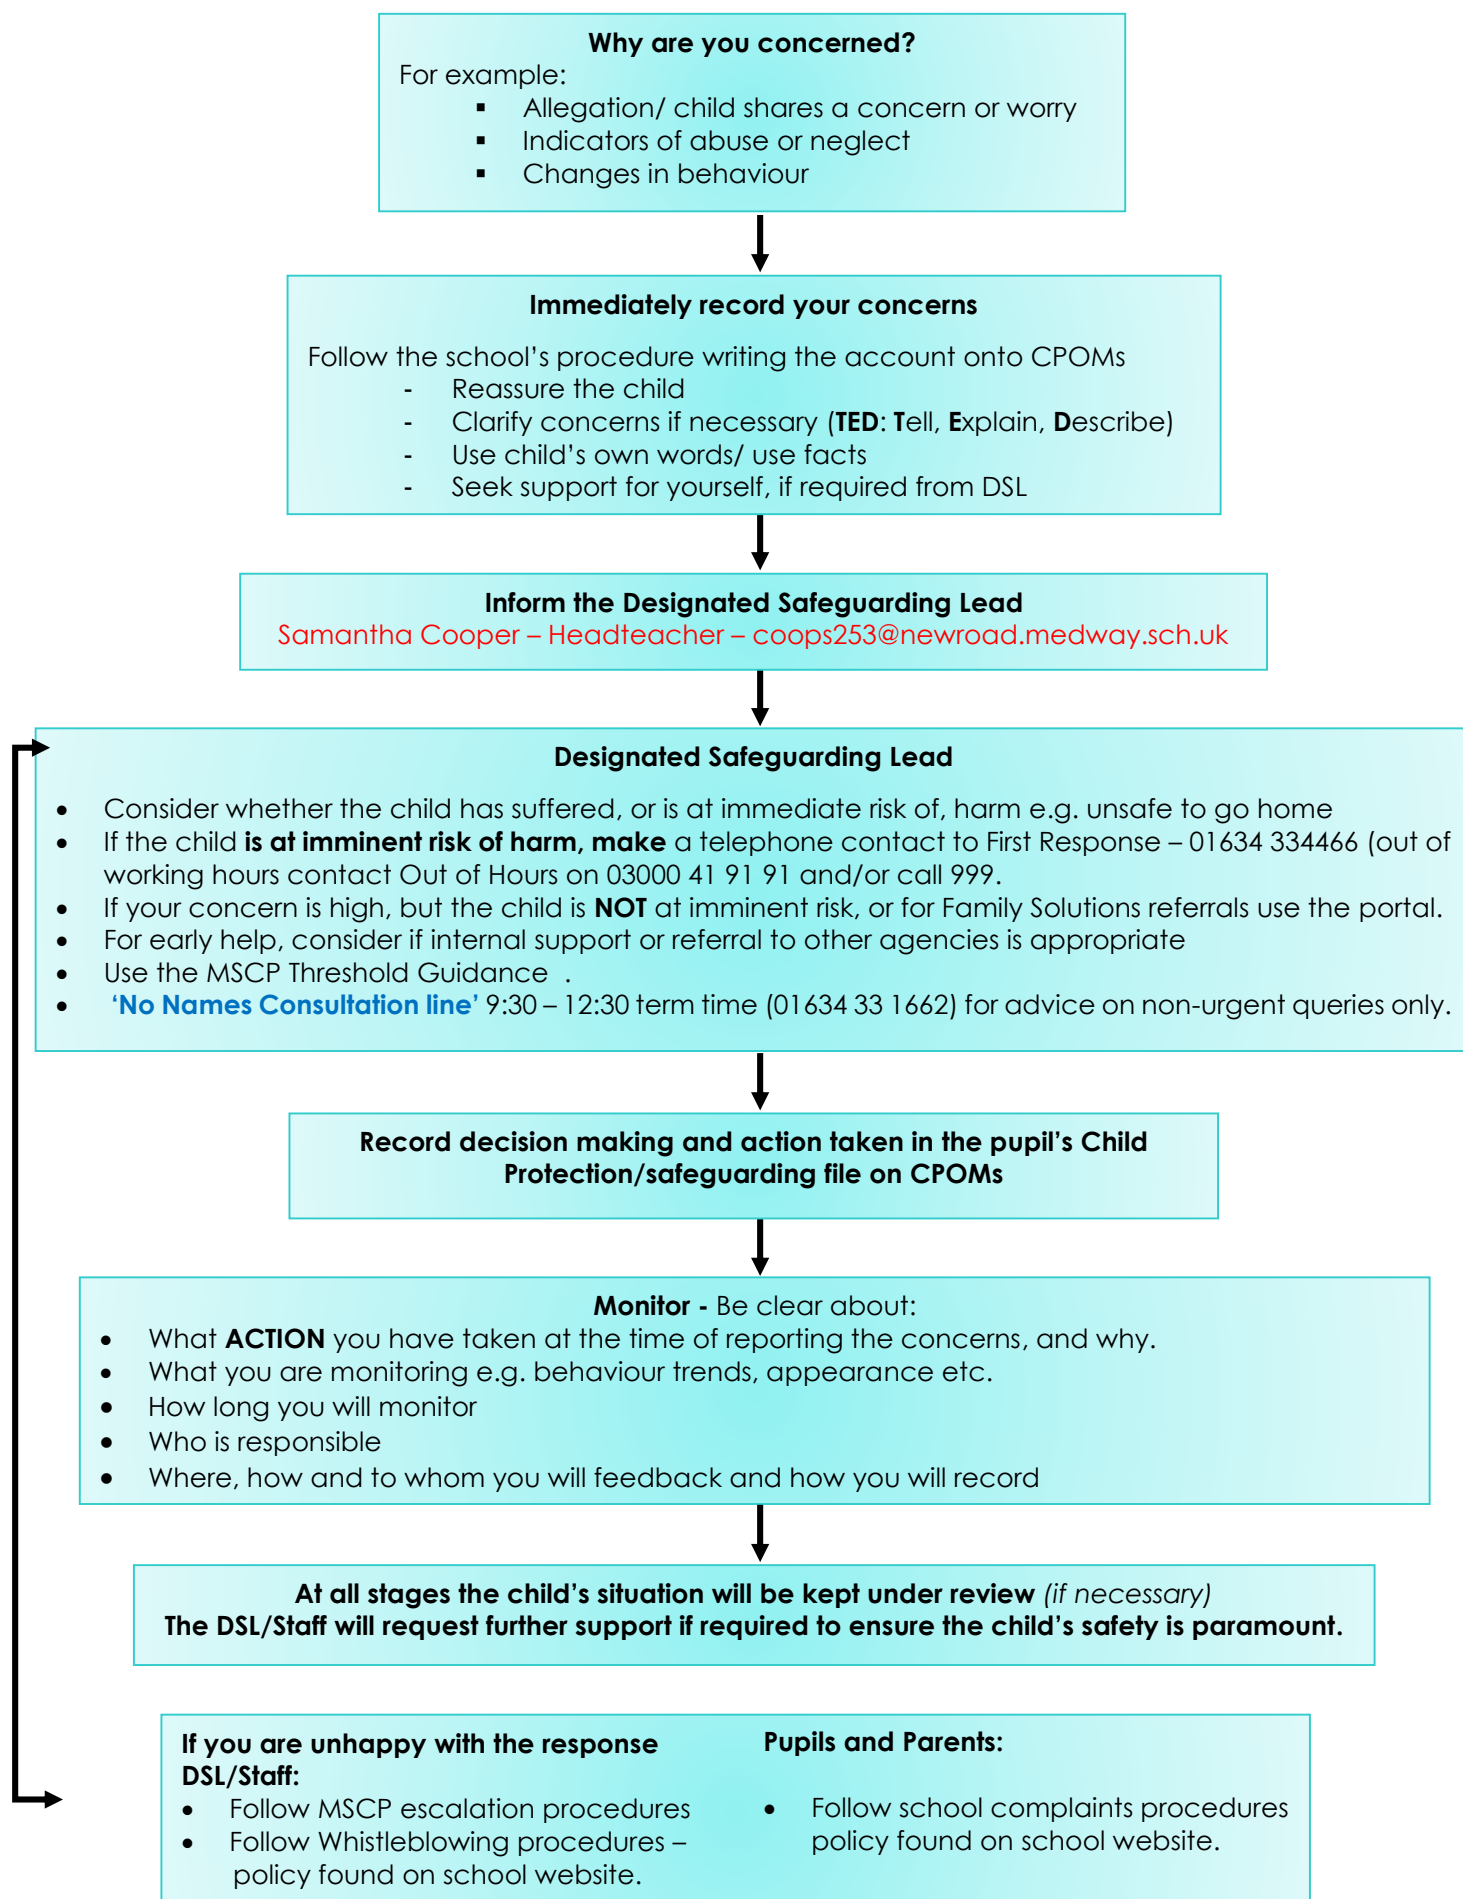 Why are you concerned?
For example:
▪ Allegation/ child shares a concern or worry
▪ Indicators of abuse or neglect
▪ Changes in behaviour
Immediately record your concerns
Follow the school’s procedure writing the account onto CPOMs
- Reassure the child
- Clarify concerns if necessary (TED: Tell, Explain, Describe)
- Use child’s own words/ use facts
- Seek support for yourself, if required from DSL
Inform the Designated Safeguarding Lead
Samantha Cooper – Headteacher – coops253@newroad.medway.sch.uk
Designated Safeguarding Lead
• Consider whether the child has suffered, or is at immediate risk of, harm e.g. unsafe to go home
• If the child is at imminent risk of harm, make a telephone contact to First Response – 01634 334466 (out of
working hours contact Out of Hours on 03000 41 91 91 and/or call 999.
• If your concern is high, but the child is NOT at imminent risk, or for Family Solutions referrals use the portal.
• For early help, consider if internal support or referral to other agencies is appropriate
• Use the MSCP Threshold Guidance .
• ‘No Names Consultation line’ 9:30 – 12:30 term time (01634 33 1662) for advice on non-urgent queries only.
Record decision making and action taken in the pupil’s Child
Protection/safeguarding file on CPOMs
Monitor - Be clear about:
• What ACTION you have taken at the time of reporting the concerns, and why.
• What you are monitoring e.g. behaviour trends, appearance etc.
• How long you will monitor
• Who is responsible
• Where, how and to whom you will feedback and how you will record
At all stages the child’s situation will be kept under review (if necessary)
The DSL/Staff will request further support if required to ensure the child’s safety is paramount.
If you are unhappy with the response
DSL/Staff:
• Follow MSCP escalation procedures
• Follow Whistleblowing procedures –
policy found on school website.
Pupils and Parents:
• Follow school complaints procedures
policy found on school website.